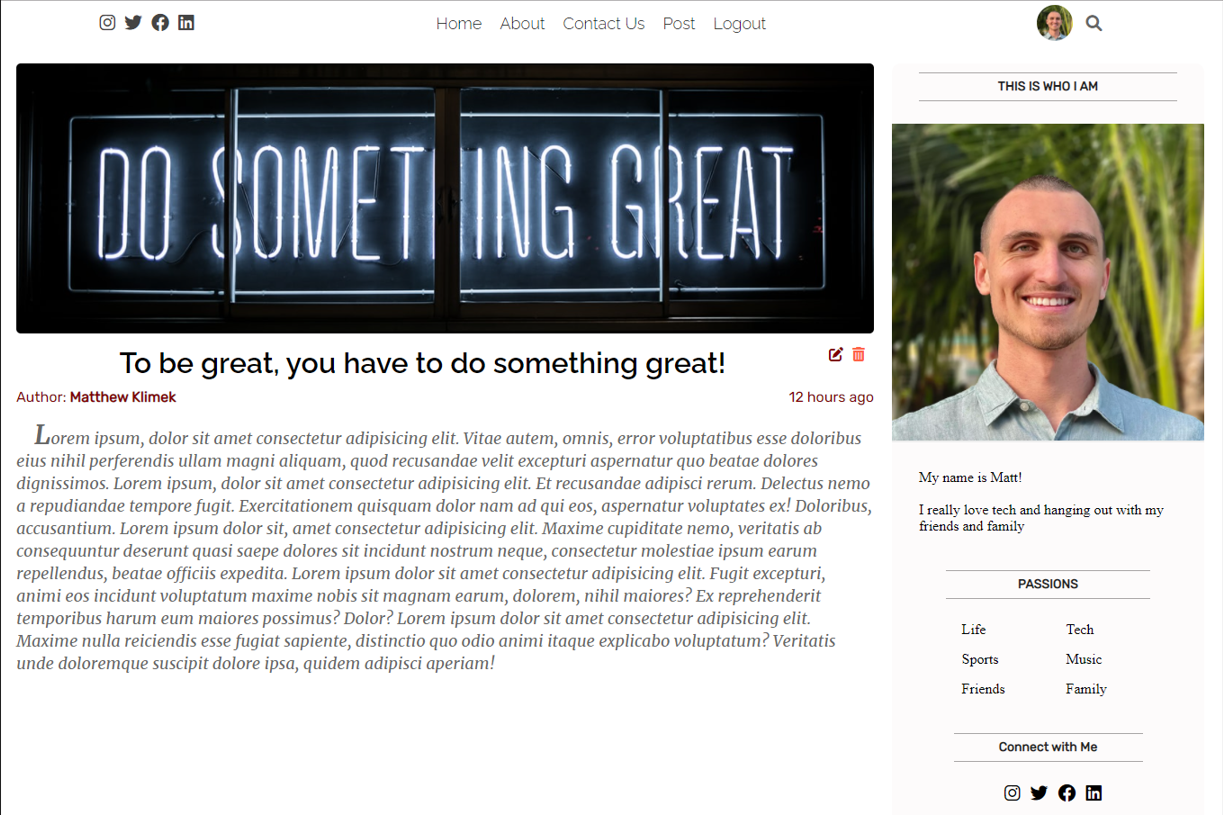 Home About Contact Us Post Logout
DO SOMETHING GREAT
To be great, you have to do something great!
Author: Matthew Klimek 12 hours ago
Lorem ipsum, dolor sit amet consectetur adipisicing elit. Vitae autem, omnis, error voluptatibus esse doloribus
eius nihil perferendis ullam magni aliquam, quod recusandae velit excepturi aspernatur quo beatae dolores
dignissimos. Lorem ipsum, dolor sit amet consectetur adipisicing elit. Et recusandae adipisci rerum. Delectus nemo
a repudiandae tempore fugit. Exercitationem quisquam dolor nam ad qui eos, aspernatur voluptates ex! Doloribus,
accusantium. Lorem ipsum dolor sit, amet consectetur adipisicing elit. Maxime cupiditate nemo, veritatis ab
consequuntur deserunt quasi saepe dolores sit incidunt nostrum neque, consectetur molestiae ipsum earum
repellendus, beatae officiis expedita. Lorem ipsum dolor sit amet consectetur adipisicing elit. Fugit excepturi,
animi eos incidunt voluptatum maxime nobis sit magnam earum, dolorem, nihil maiores? Ex reprehenderit
temporibus harum eum maiores possimus? Dolor? Lorem ipsum dolor sit amet consectetur adipisicing elit.
Maxime nulla reiciendis esse fugiat sapiente, distinctio quo odio animi itaque explicabo voluptatum? Veritatis
unde doloremque suscipit dolore ipsa, quidem adipisci aperiam!
THIS IS WHO I AM
My name is Matt!
I really love tech and hanging out with my
friends and family
PASSIONS
Life Tech
Sports Music
Friends Family
Connect with Me